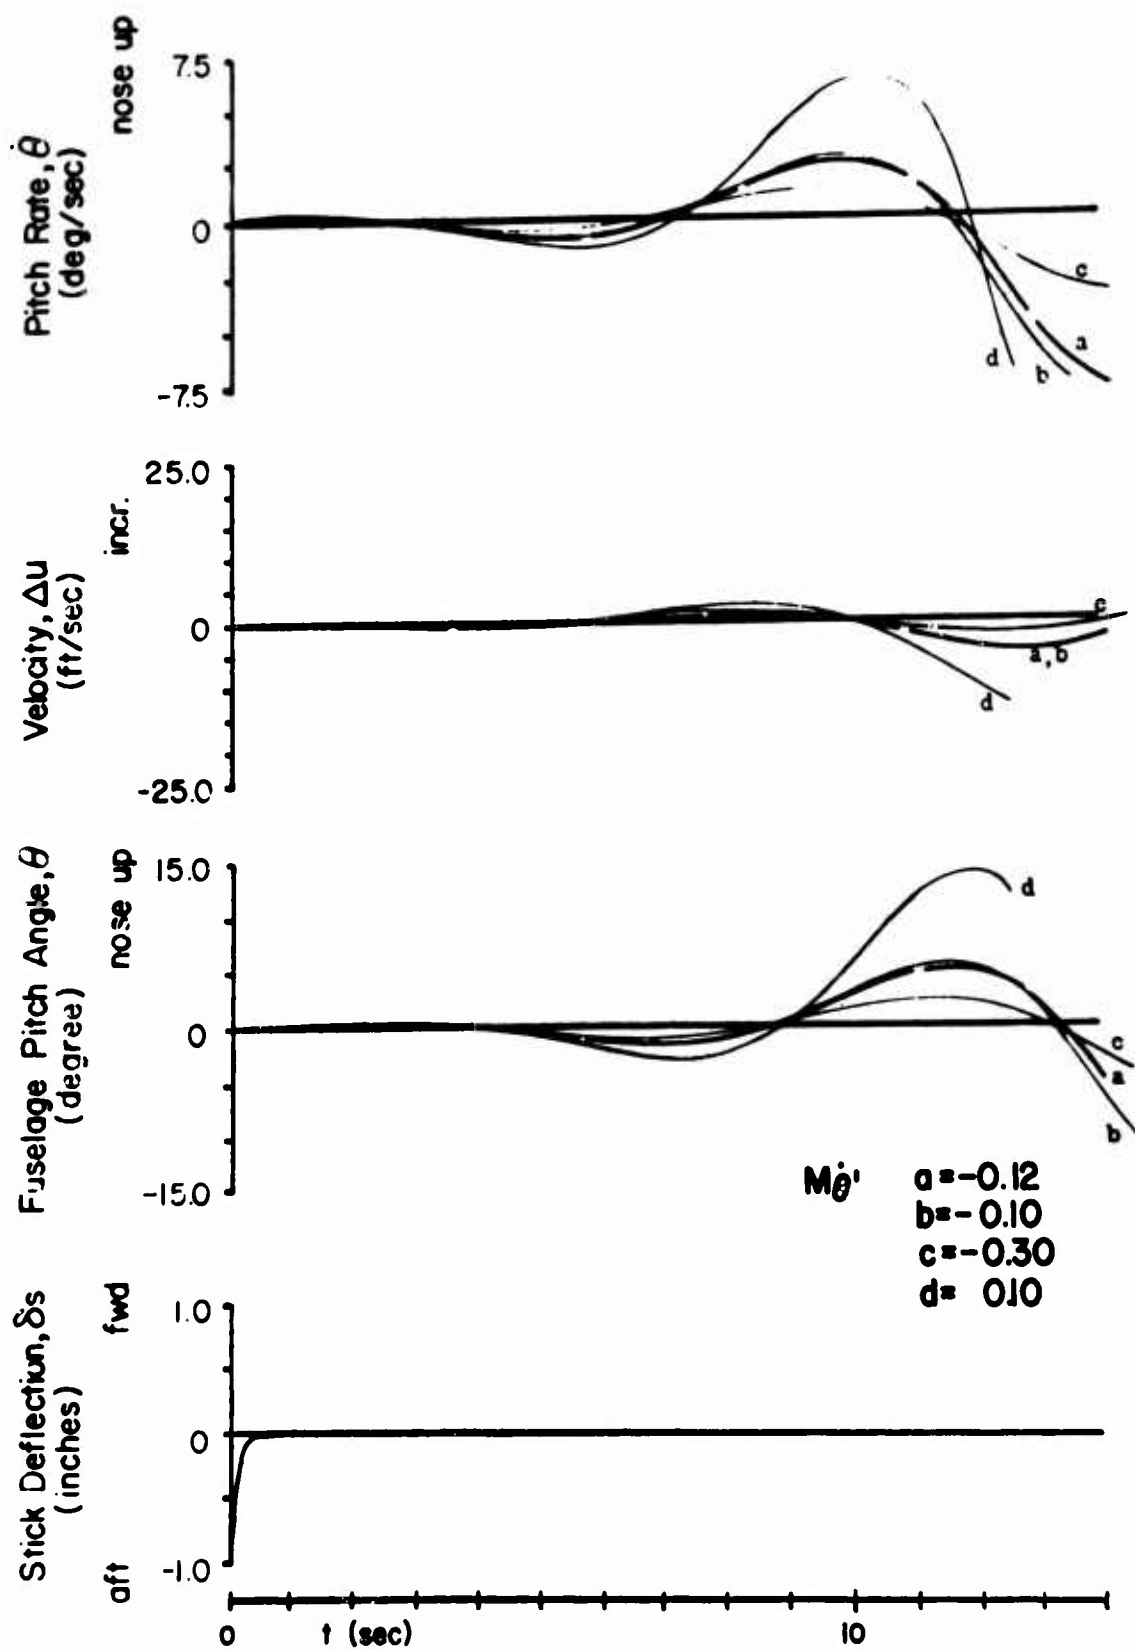 Pitch Rate, θ̇
(deg/sec)
nose up
7.5
0
-7.5
c
a
d
b
Velocity, Δu
(ft/sec)
incr.
25.0
0
-25.0
c
a,b
d
Fuselage Pitch Angle, θ
(degree)
nose up
15.0
0
-15.0
d
c
a
b
Mθ̇'
a=-0.12
b=-0.10
c=-0.30
d= 0.10
Stick Deflection, δs
(inches)
fwd
aft
1.0
0
-1.0
0
t (sec)
10